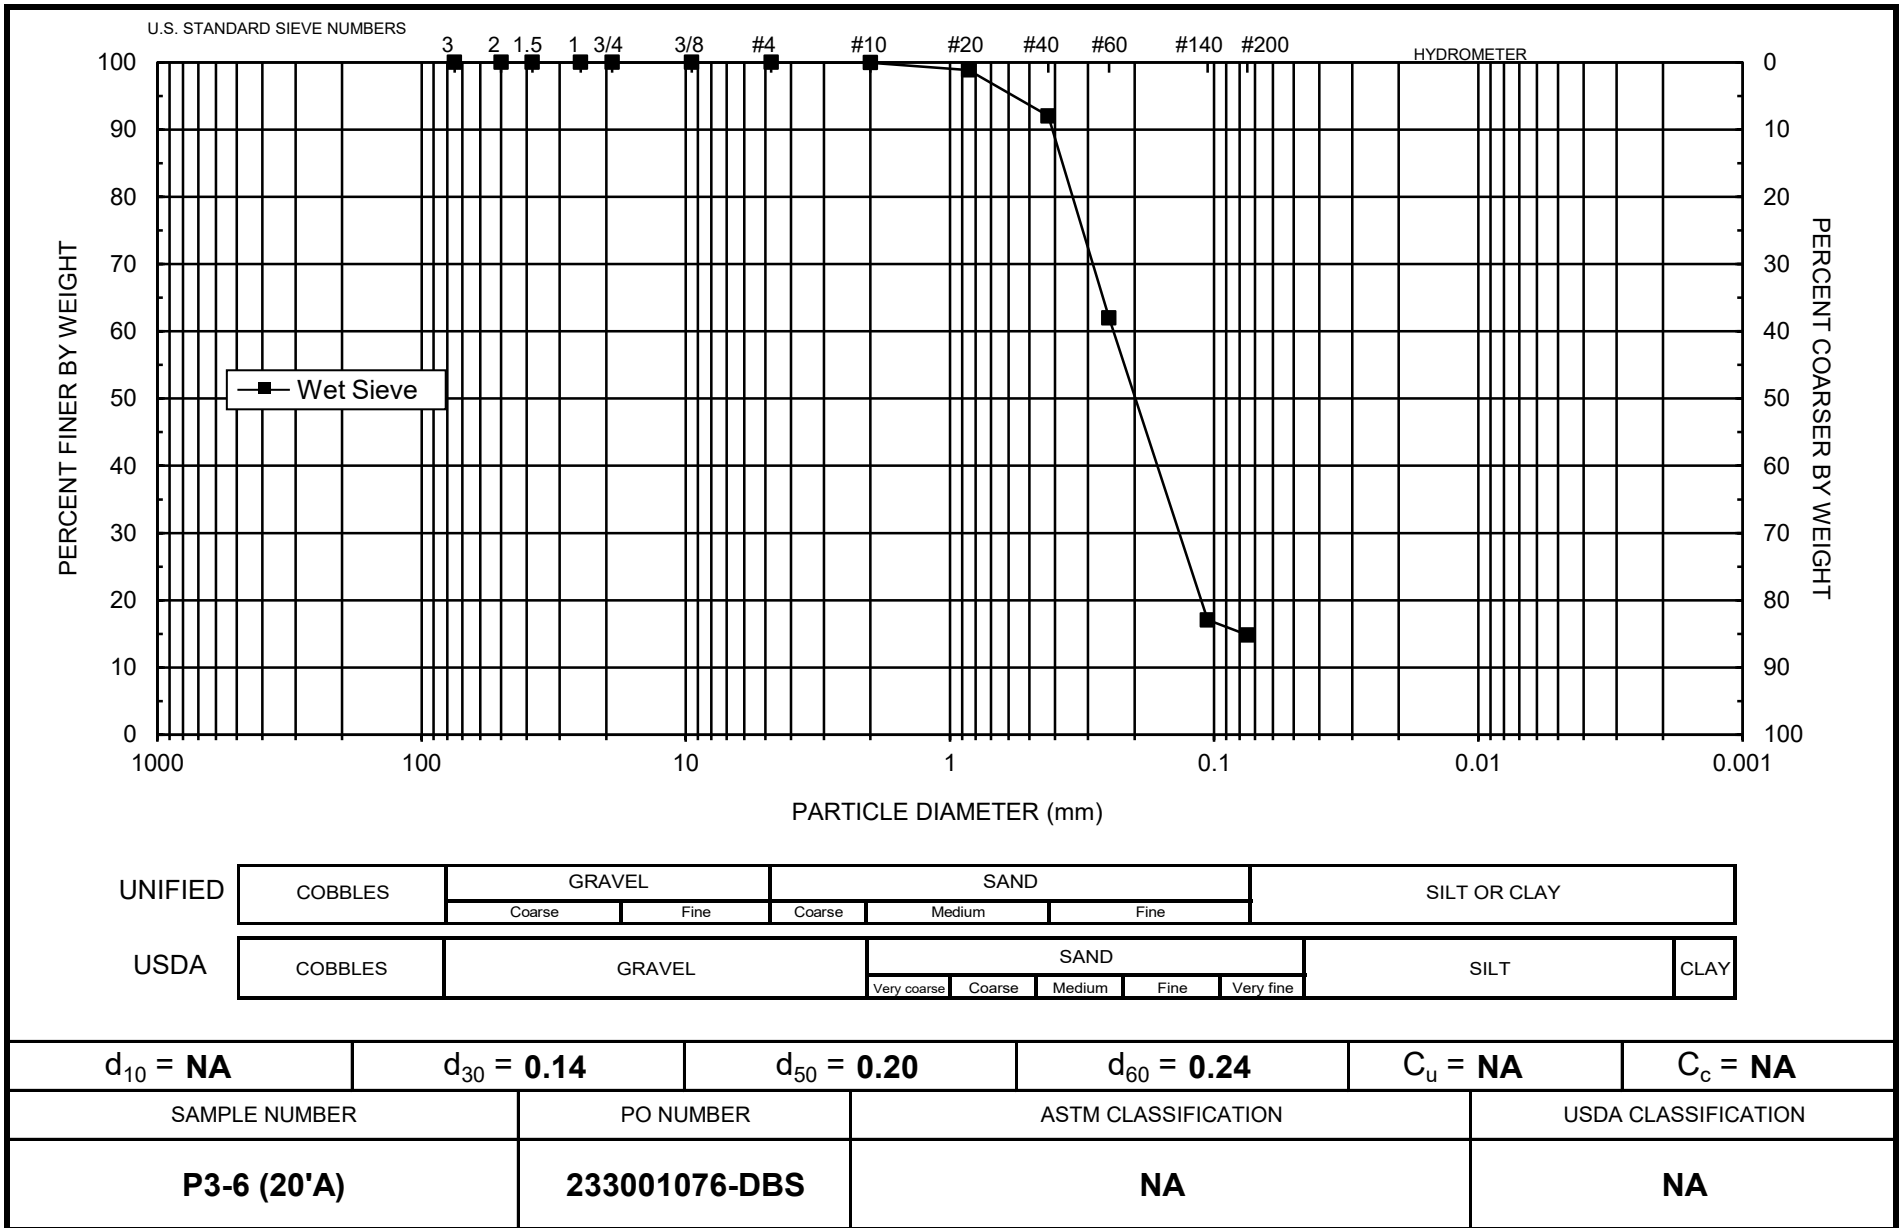 U.S. STANDARD SIEVE NUMBERS
3 2 1.5 1 3/4 3/8 #4 #10 #20 #40 #60 #140 #200
HYDROMETER
100 0
90 10
80 20
70 30
60 40
50 50
40 60
30 70
20 80
10 90
0 100
PERCENT FINER BY WEIGHT
PERCENT COARSER BY WEIGHT
Wet Sieve
1000 100 10 1 0.1 0.01 0.001
PARTICLE DIAMETER (mm)
UNIFIED
COBBLES GRAVEL SAND SILT OR CLAY
Coarse Fine Coarse Medium Fine
USDA
COBBLES GRAVEL SAND SILT CLAY
Very coarse Coarse Medium Fine Very fine
d10 = NA d30 = 0.14 d50 = 0.20 d60 = 0.24 Cu = NA Cc = NA
SAMPLE NUMBER PO NUMBER ASTM CLASSIFICATION USDA CLASSIFICATION
P3-6 (20'A) 233001076-DBS NA NA